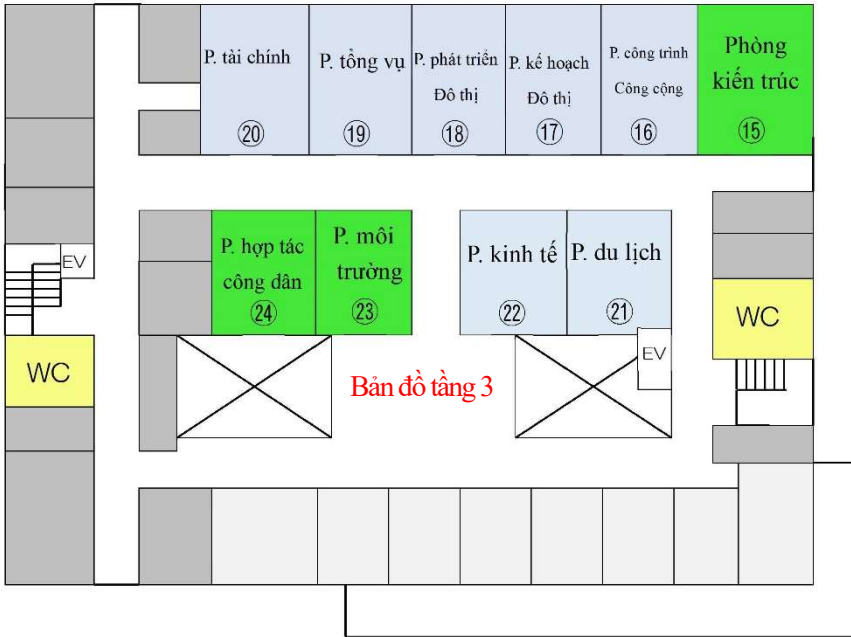 P. tài chính
⑳
P. tổng vụ
⑲
P. phát triển
Đô thị
⑱
P. kế hoạch
Đô thị
⑰
P. công trình
Công cộng
⑯
Phòng
kiến trúc
⑮
EV
P. hợp tác
công dân
㉔
P. môi
trường
㉓
P. kinh tế
㉒
P. du lịch
㉑
WC
EV
WC
Bản đồ tầng 3